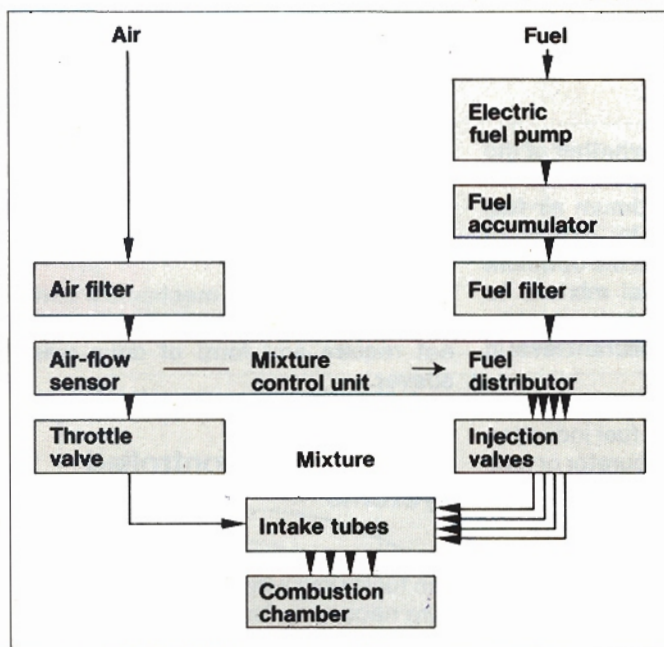 Air
Fuel
Electric
fuel pump
Fuel
accumulator
Air filter
Fuel filter
Air-flow
sensor
Mixture
control unit
Fuel
distributor
Throttle
valve
Mixture
Injection
valves
Intake tubes
Combustion
chamber